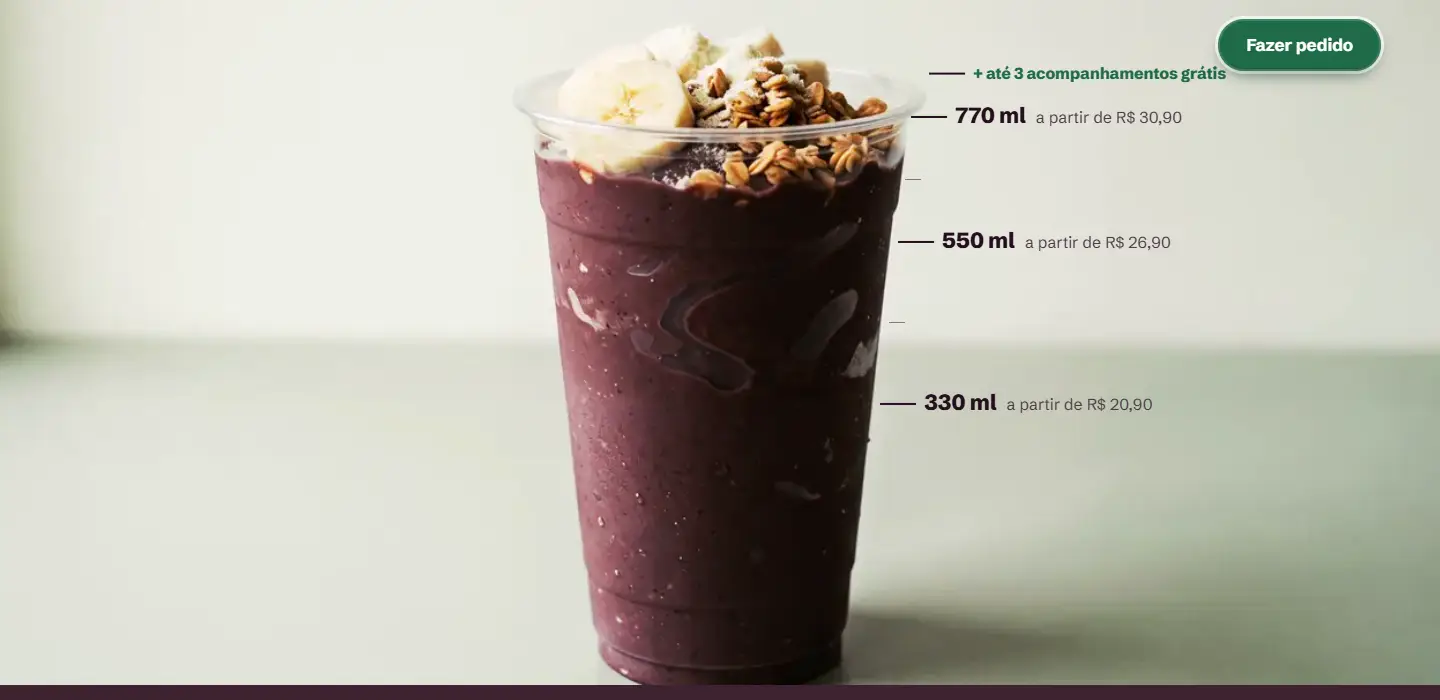 Fazer pedido
+ até 3 acompanhamentos grátis
770 ml a partir de R$ 30,90
550 ml a partir de R$ 26,90
330 ml a partir de R$ 20,90